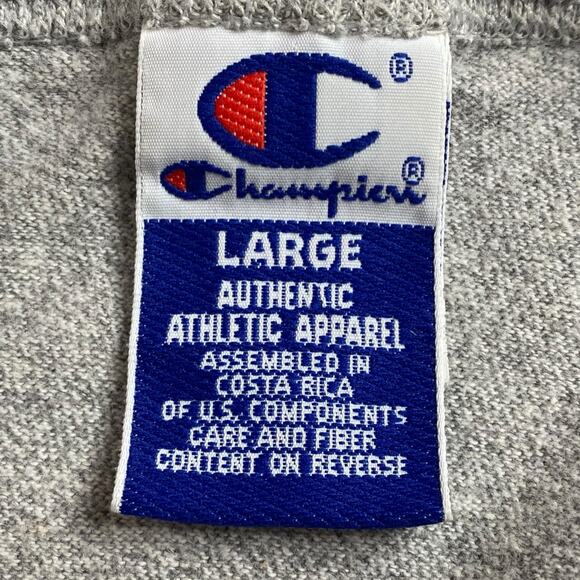 C®
Champion®
LARGE
AUTHENTIC
ATHLETIC APPAREL
ASSEMBLED IN
COSTA RICA
OF U.S. COMPONENTS
CARE AND FIBER
CONTENT ON REVERSE